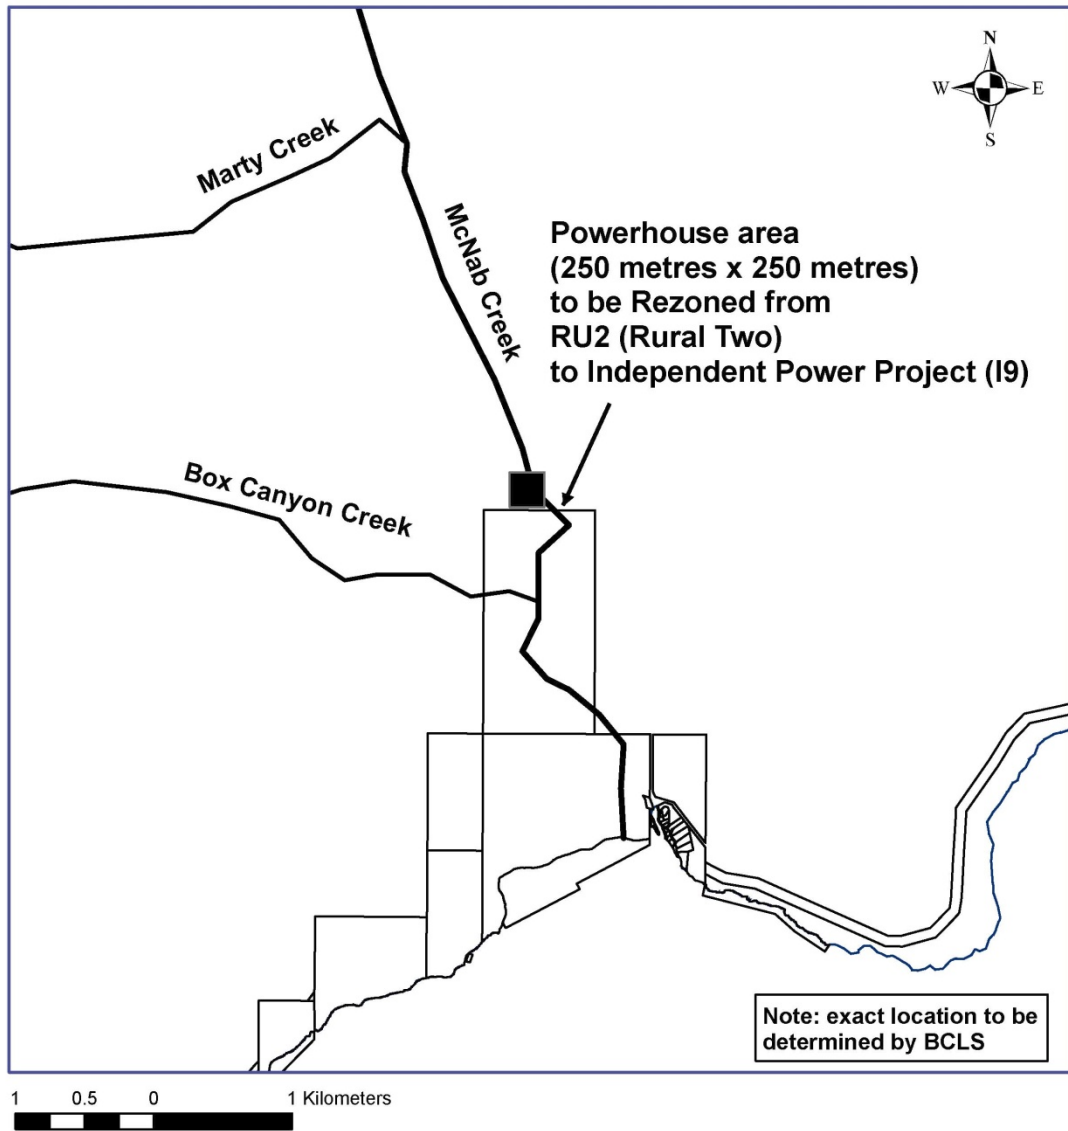 N
W E
S
Marty Creek
McNab Creek
Powerhouse area
(250 metres x 250 metres)
to be Rezoned from
RU2 (Rural Two)
to Independent Power Project (I9)
Box Canyon Creek
Note: exact location to be
determined by BCLS
1 0.5 0 1 Kilometers